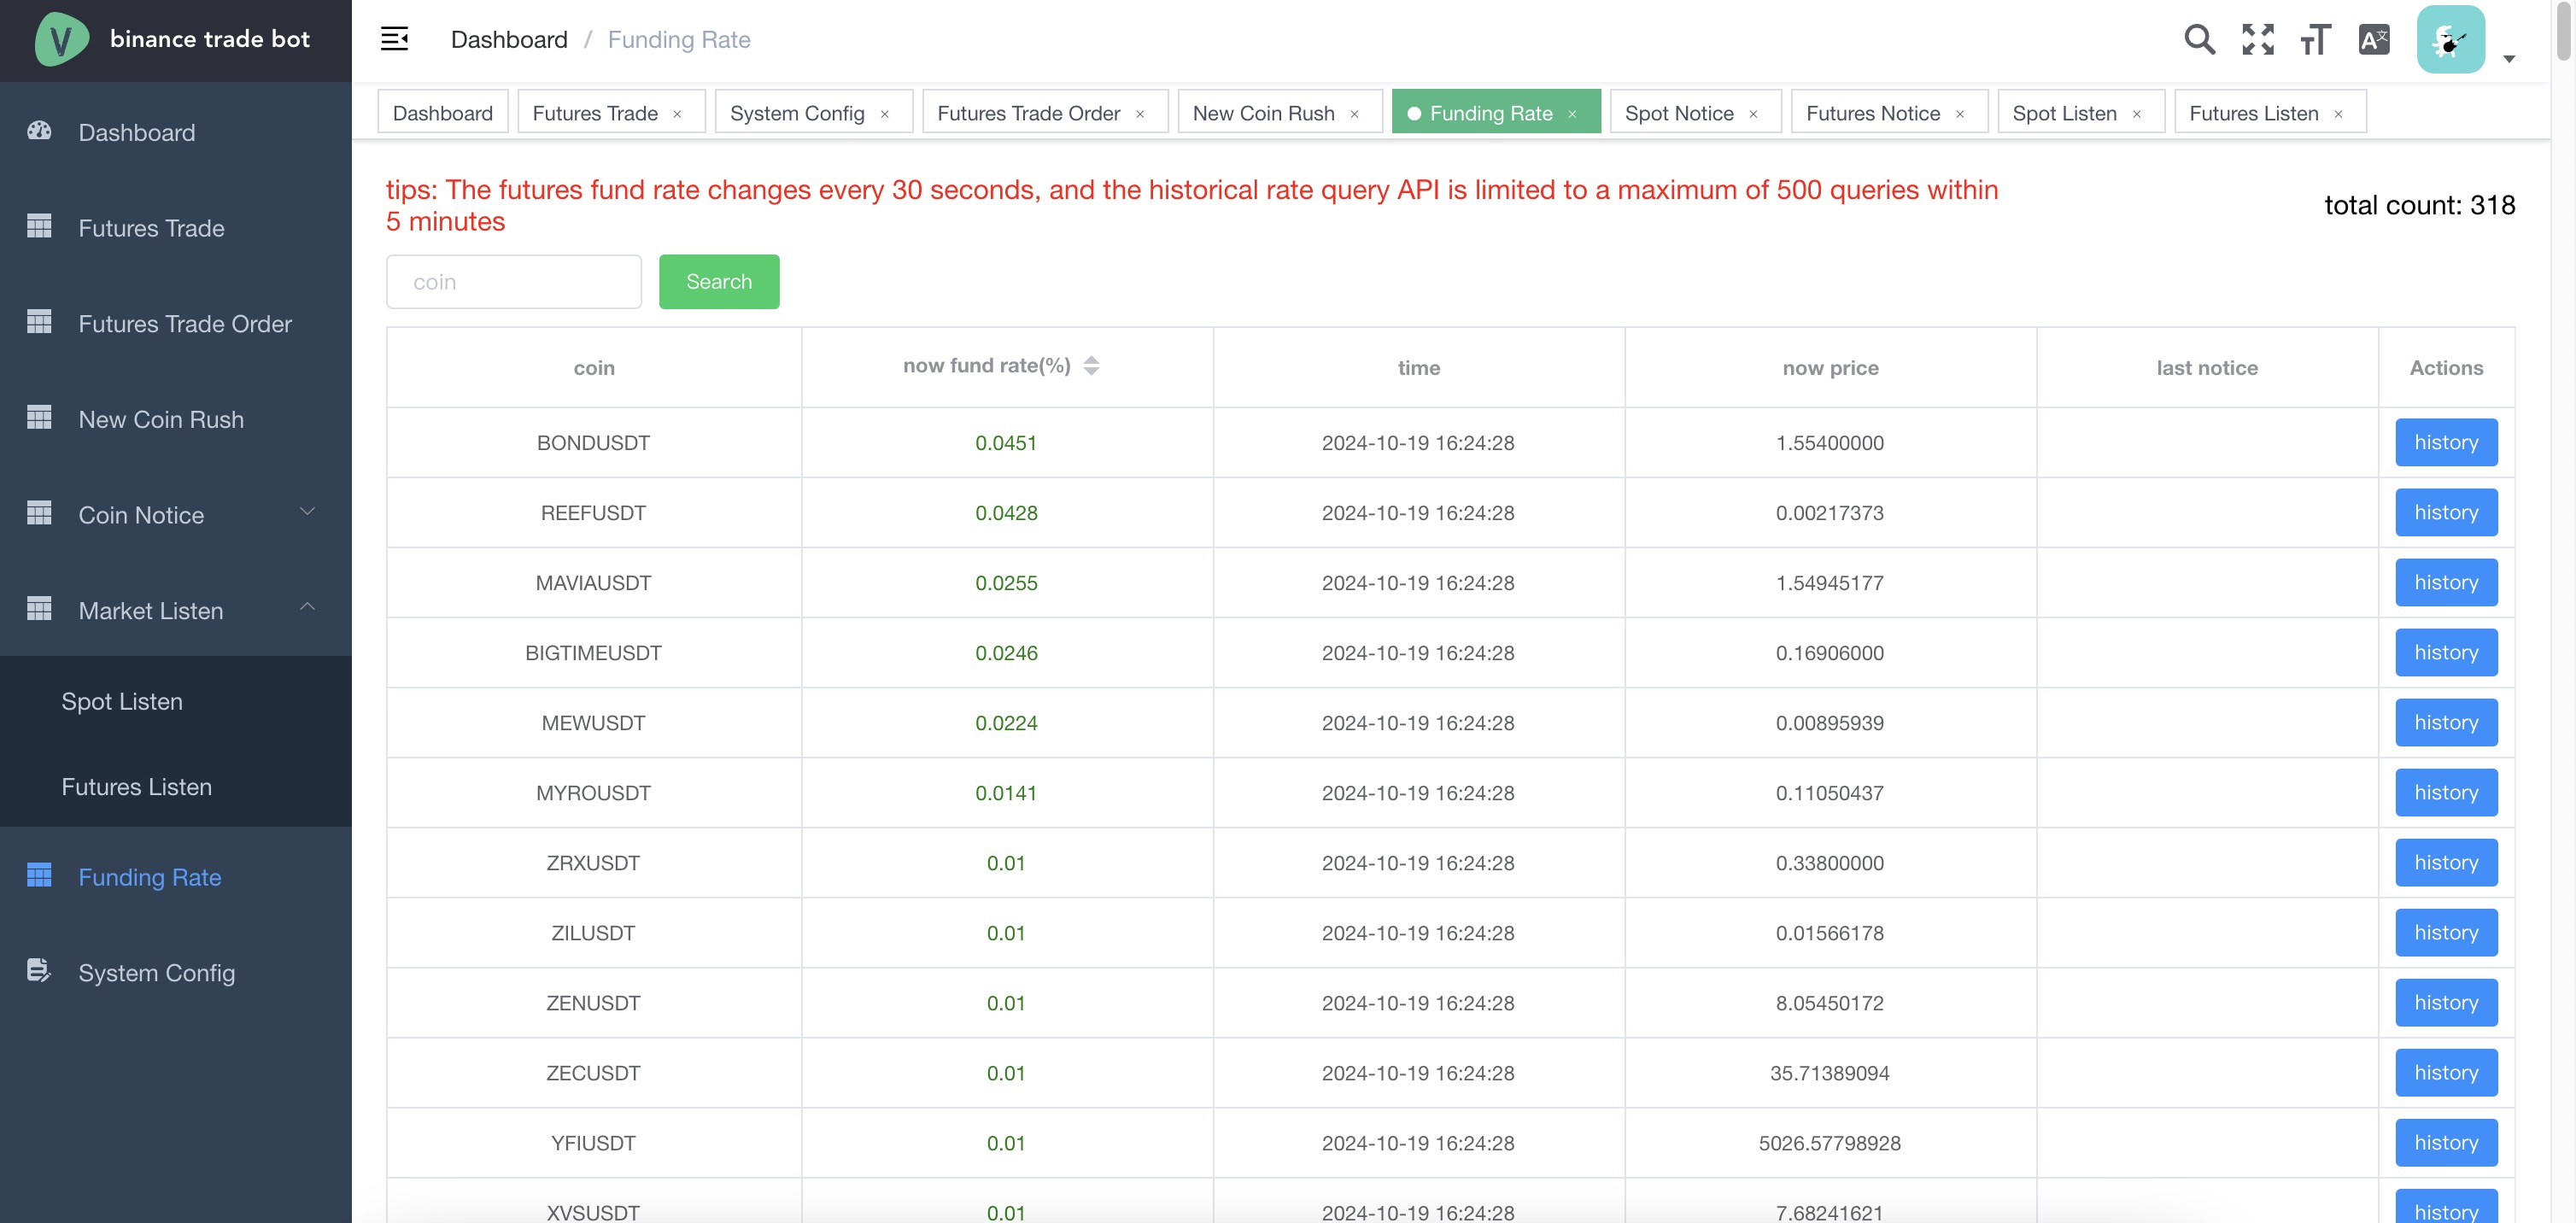 V binance trade bot
Dashboard / Funding Rate
Dashboard
Futures Trade ×
System Config ×
Futures Trade Order ×
New Coin Rush ×
Funding Rate ×
Spot Notice ×
Futures Notice ×
Spot Listen ×
Futures Listen ×
Dashboard
Futures Trade
Futures Trade Order
New Coin Rush
Coin Notice
Market Listen
Spot Listen
Futures Listen
Funding Rate
System Config
tips: The futures fund rate changes every 30 seconds, and the historical rate query API is limited to a maximum of 500 queries within
5 minutes
total count: 318
coin Search
coin now fund rate(%) time now price last notice Actions
BONDUSDT 0.0451 2024-10-19 16:24:28 1.55400000 history
REEFUSDT 0.0428 2024-10-19 16:24:28 0.00217373 history
MAVIAUSDT 0.0255 2024-10-19 16:24:28 1.54945177 history
BIGTIMEUSDT 0.0246 2024-10-19 16:24:28 0.16906000 history
MEWUSDT 0.0224 2024-10-19 16:24:28 0.00895939 history
MYROUSDT 0.0141 2024-10-19 16:24:28 0.11050437 history
ZRXUSDT 0.01 2024-10-19 16:24:28 0.33800000 history
ZILUSDT 0.01 2024-10-19 16:24:28 0.01566178 history
ZENUSDT 0.01 2024-10-19 16:24:28 8.05450172 history
ZECUSDT 0.01 2024-10-19 16:24:28 35.71389094 history
YFIUSDT 0.01 2024-10-19 16:24:28 5026.57798928 history
XVSUSDT 0.01 2024-10-19 16:24:28 7.68241621 history